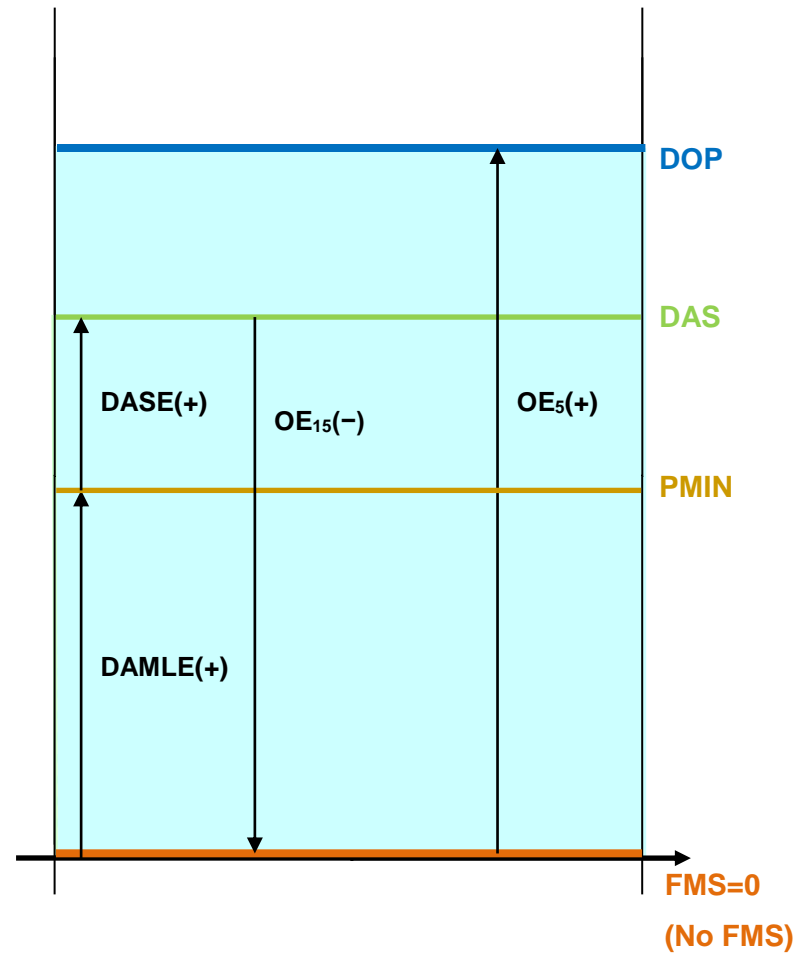 DOP
DAS
DASE(+)
OE₁₅(−)
OE₅(+)
PMIN
DAMLE(+)
FMS=0
(No FMS)